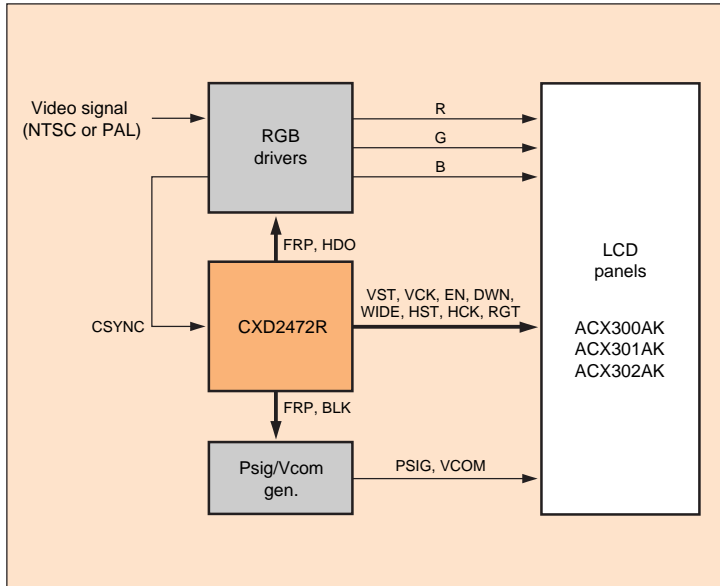 Video signal
(NTSC or PAL)
RGB
drivers
R
G
B
FRP, HDO
LCD
panels
CSYNC
CXD2472R
VST, VCK, EN, DWN,
WIDE, HST, HCK, RGT
ACX300AK
ACX301AK
ACX302AK
FRP, BLK
Psig/Vcom
gen.
PSIG, VCOM